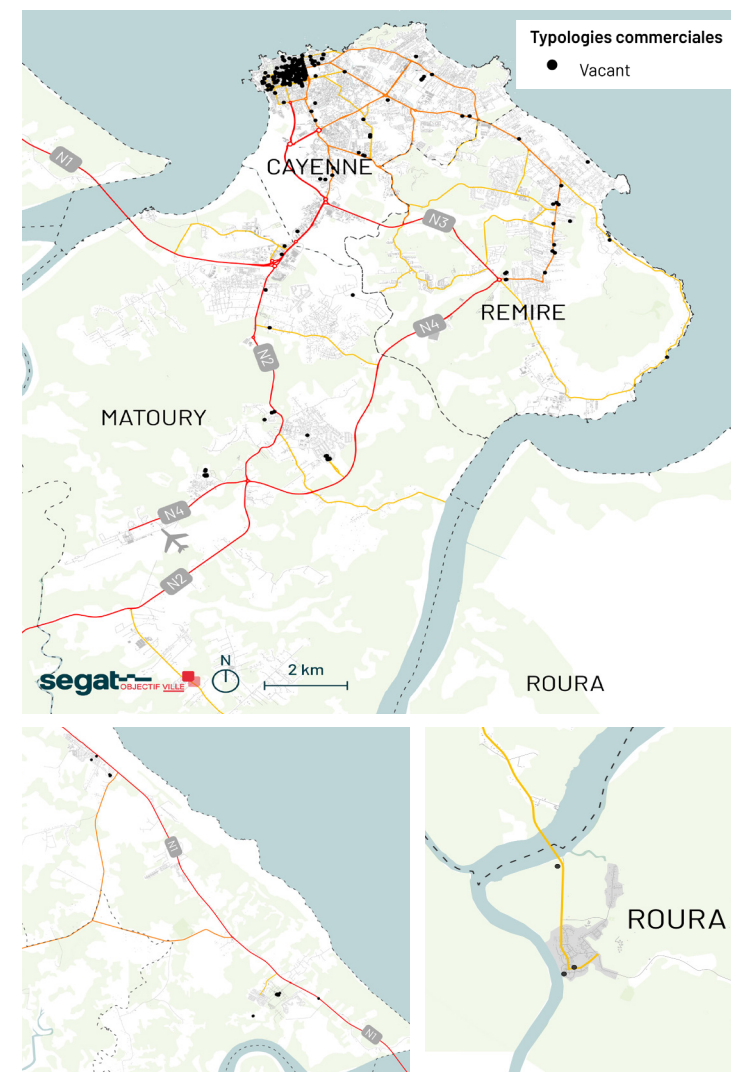 Typologies commerciales
Vacant
N1
CAYENNE
N3
REMIRE
N4
N2
MATOURY
N4
N2
N
2 km
segat
OBJECTIF VILLE
ROURA
N1
N1
ROURA